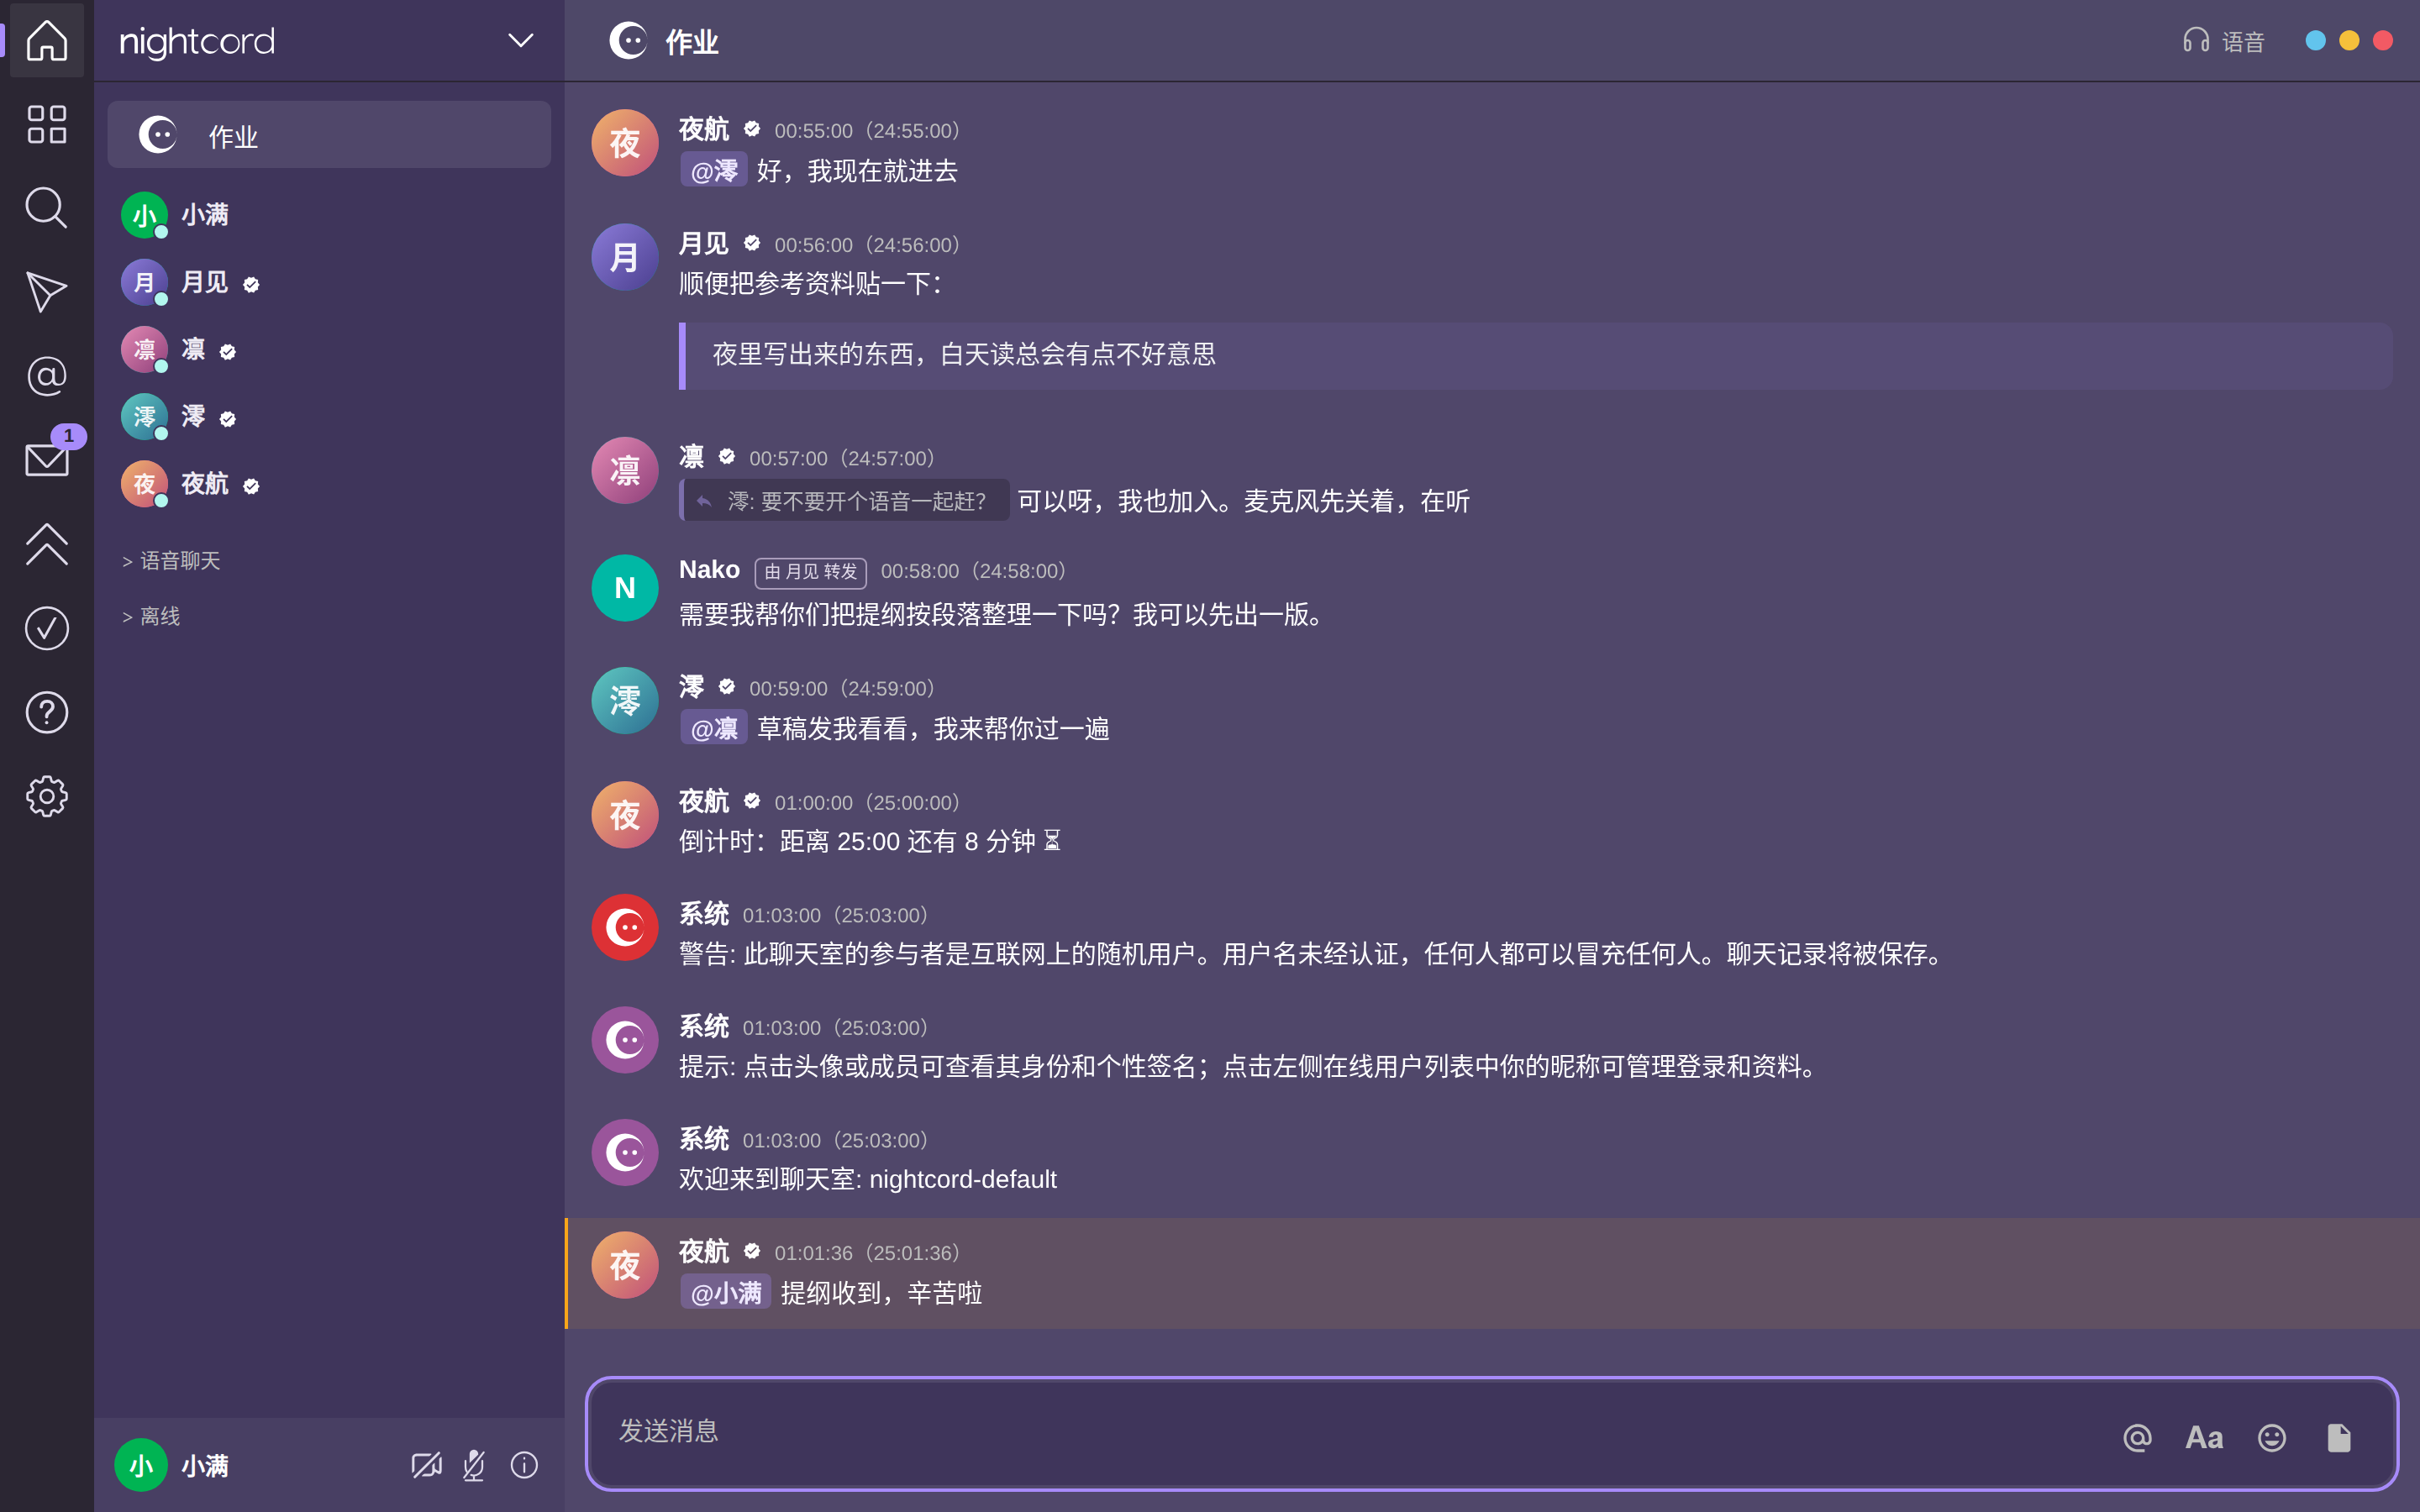 nightcord
作业
小 小满
月 月见
凛 凛
澪 澪
1
夜 夜航
> 语音聊天
> 离线
小 小满
作业
语音
夜 夜航 00:55:00（24:55:00）
@澪 好，我现在就进去
月 月见 00:56:00（24:56:00）
顺便把参考资料贴一下：
夜里写出来的东西，白天读总会有点不好意思
凛 凛 00:57:00（24:57:00）
澪: 要不要开个语音一起赶？ 可以呀，我也加入。麦克风先关着，在听
N Nako 由 月见 转发 00:58:00（24:58:00）
需要我帮你们把提纲按段落整理一下吗？我可以先出一版。
澪 澪 00:59:00（24:59:00）
@凛 草稿发我看看，我来帮你过一遍
夜 夜航 01:00:00（25:00:00）
倒计时：距离 25:00 还有 8 分钟 ⏳
系统 01:03:00（25:03:00）
警告: 此聊天室的参与者是互联网上的随机用户。用户名未经认证，任何人都可以冒充任何人。聊天记录将被保存。
系统 01:03:00（25:03:00）
提示: 点击头像或成员可查看其身份和个性签名；点击左侧在线用户列表中你的昵称可管理登录和资料。
系统 01:03:00（25:03:00）
欢迎来到聊天室: nightcord-default
夜 夜航 01:01:36（25:01:36）
@小满 提纲收到，辛苦啦
发送消息
Aa